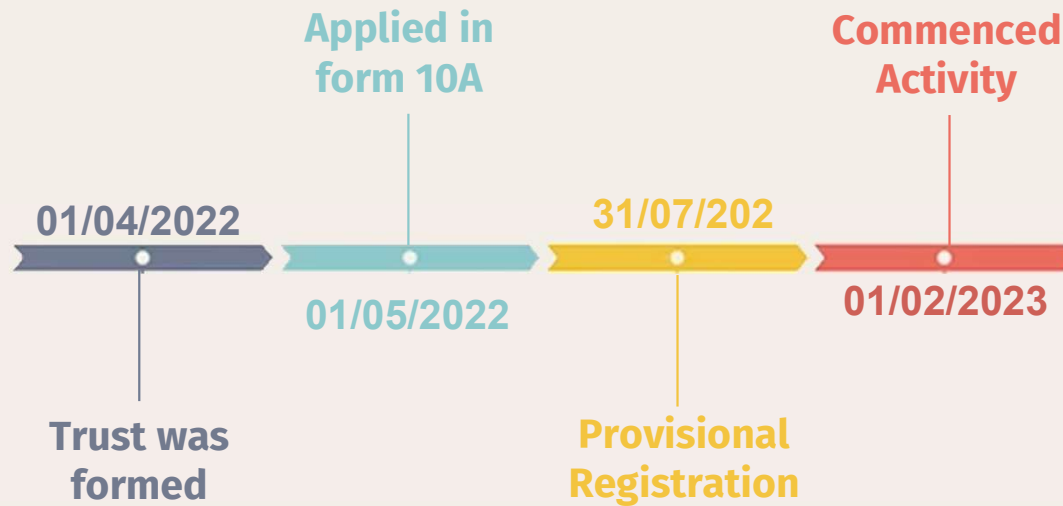 Applied in
form 10A
Commenced
Activity
01/04/2022
31/07/202
01/05/2022
01/02/2023
Trust was
formed
Provisional
Registration